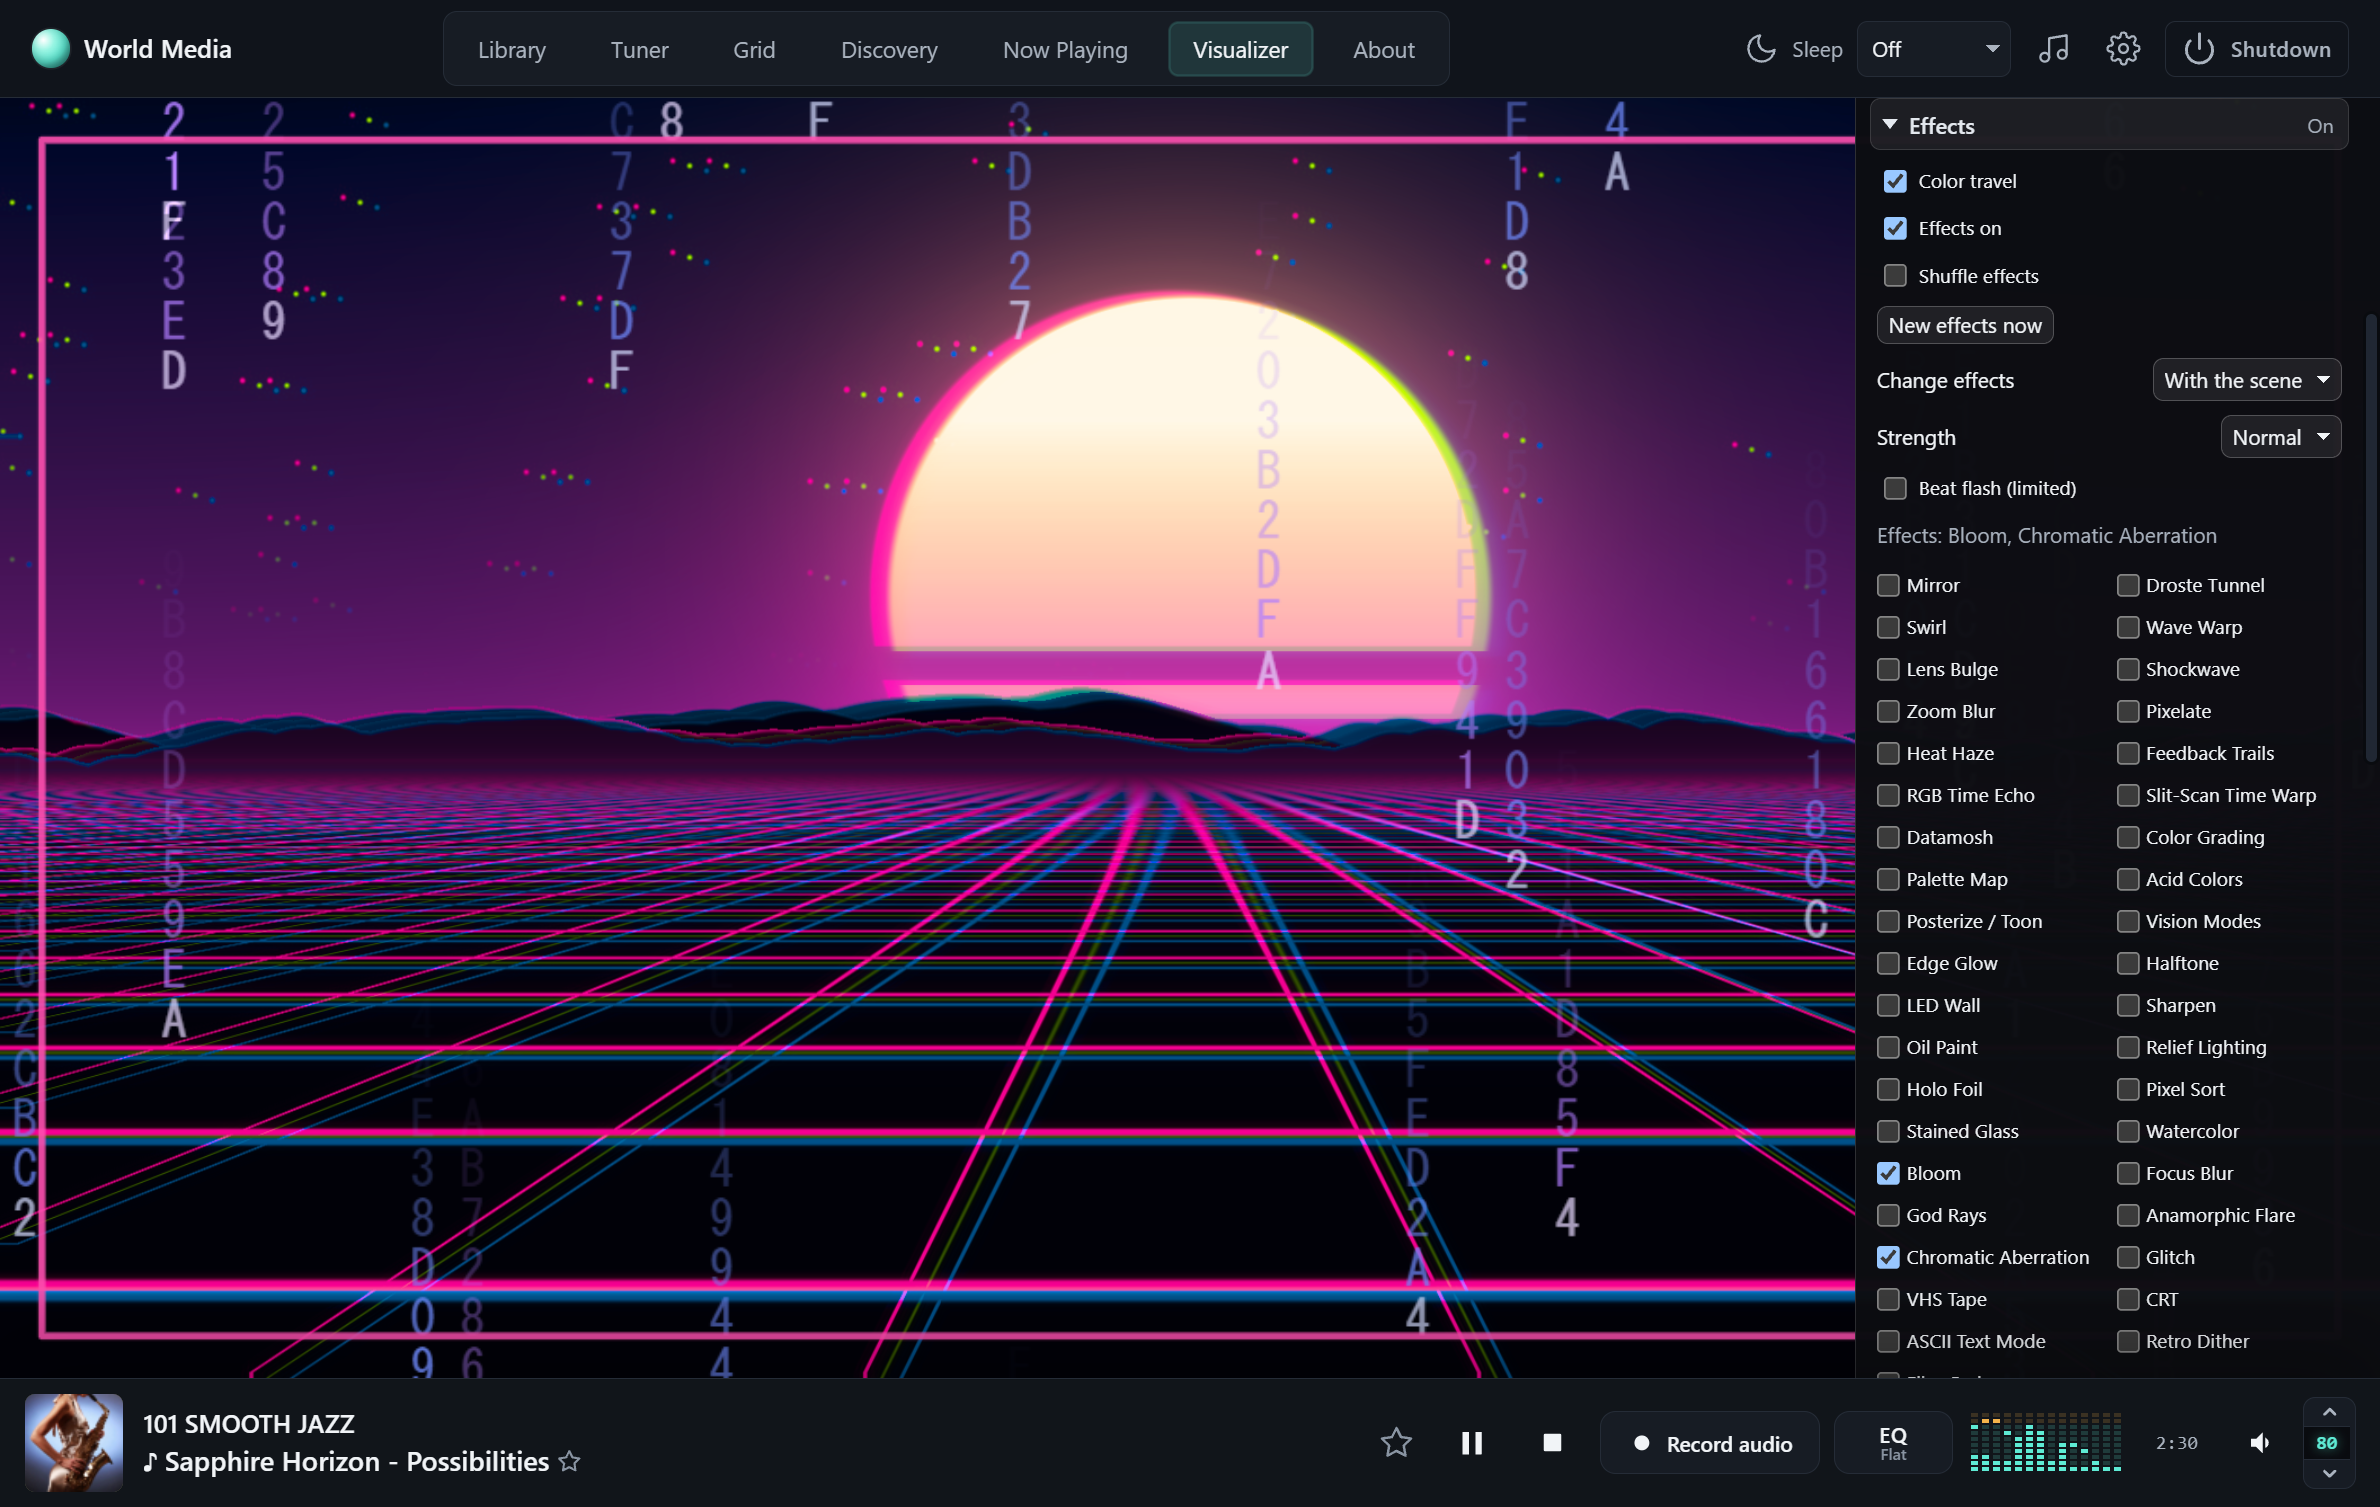 World Media
Library
Tuner
Grid
Discovery
Now Playing
Visualizer
About
Sleep
Off
Shutdown
Effects
On
Color travel
Effects on
Shuffle effects
New effects now
Change effects
With the scene
Strength
Normal
Beat flash (limited)
Effects: Bloom, Chromatic Aberration
Mirror
Droste Tunnel
Swirl
Wave Warp
Lens Bulge
Shockwave
Zoom Blur
Pixelate
Heat Haze
Feedback Trails
RGB Time Echo
Slit-Scan Time Warp
Datamosh
Color Grading
Palette Map
Acid Colors
Posterize / Toon
Vision Modes
Edge Glow
Halftone
LED Wall
Sharpen
Oil Paint
Relief Lighting
Holo Foil
Pixel Sort
Stained Glass
Watercolor
Bloom
Focus Blur
God Rays
Anamorphic Flare
Chromatic Aberration
Glitch
VHS Tape
CRT
ASCII Text Mode
Retro Dither
101 SMOOTH JAZZ
Sapphire Horizon - Possibilities
Record audio
EQ
Flat
2:30
80